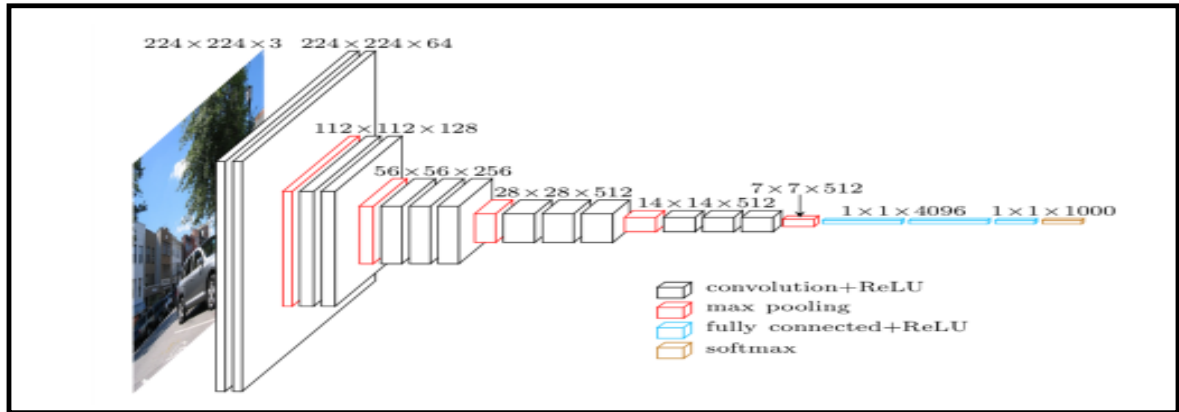 224 × 224 × 3 224 × 224 × 64
112 × 112 × 128
56 × 56 × 256
28 × 28 × 512
14 × 14 × 512
7 × 7 × 512
1 × 1 × 4096 1 × 1 × 1000
convolution+ReLU
max pooling
fully connected+ReLU
softmax